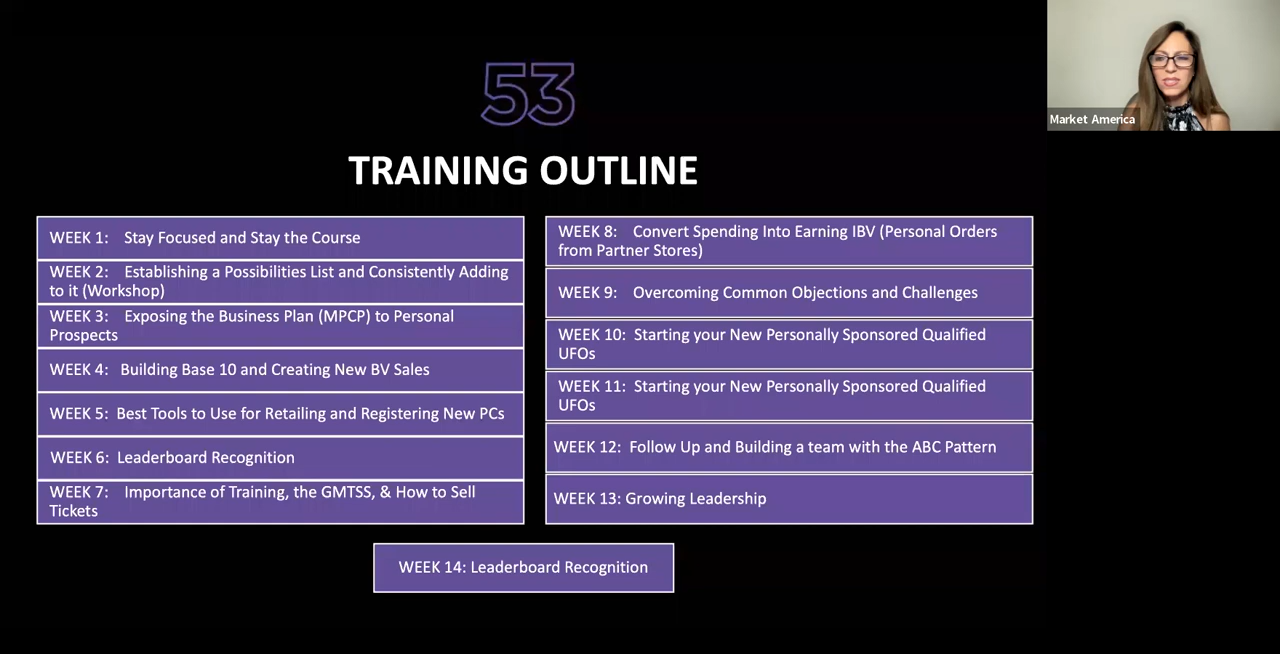 53
TRAINING OUTLINE
WEEK 1: Stay Focused and Stay the Course
WEEK 2: Establishing a Possibilities List and Consistently Adding
to it (Workshop)
WEEK 3: Exposing the Business Plan (MPCP) to Personal
Prospects
WEEK 4: Building Base 10 and Creating New BV Sales
WEEK 5: Best Tools to Use for Retailing and Registering New PCs
WEEK 6: Leaderboard Recognition
WEEK 7: Importance of Training, the GMTSS, & How to Sell
Tickets
WEEK 8: Convert Spending Into Earning IBV (Personal Orders
from Partner Stores)
WEEK 9: Overcoming Common Objections and Challenges
WEEK 10: Starting your New Personally Sponsored Qualified
UFOs
WEEK 11: Starting your New Personally Sponsored Qualified
UFOs
WEEK 12: Follow Up and Building a team with the ABC Pattern
WEEK 13: Growing Leadership
WEEK 14: Leaderboard Recognition
Market America